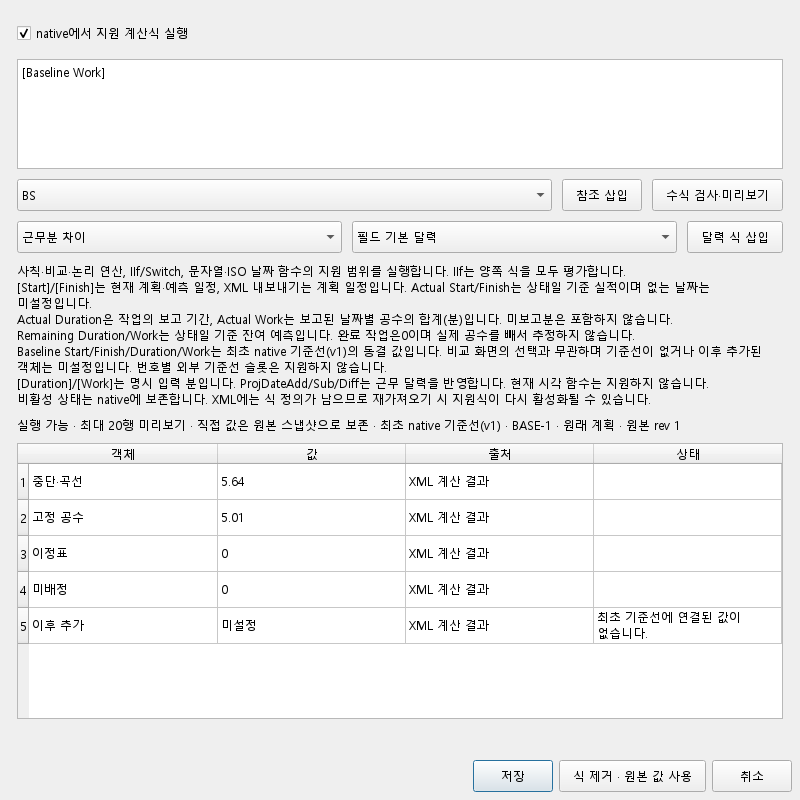 native에서 지원 계산식 실행
[Baseline Work]
BS
참조 삽입
수식 검사·미리보기
근무분 차이
필드 기본 달력
달력 식 삽입
사칙·비교·논리 연산, IIf/Switch, 문자열·ISO 날짜 함수의 지원 범위를 실행합니다. IIf는 양쪽 식을 모두 평가합니다.
[Start]/[Finish]는 현재 계획·예측 일정, XML 내보내기는 계획 일정입니다. Actual Start/Finish는 상태일 기준 실적이며 없는 날짜는
미설정입니다.
Actual Duration은 작업의 보고 기간, Actual Work는 보고된 날짜별 공수의 합계(분)입니다. 미보고분은 포함하지 않습니다.
Remaining Duration/Work는 상태일 기준 잔여 예측입니다. 완료 작업은0이며 실제 공수를 빼서 추정하지 않습니다.
Baseline Start/Finish/Duration/Work는 최초 native 기준선(v1)의 동결 값입니다. 비교 화면의 선택과 무관하며 기준선이 없거나 이후 추가된
객체는 미설정입니다. 번호별 외부 기준선 슬롯은 지원하지 않습니다.
[Duration]/[Work]는 명시 입력 분입니다. ProjDateAdd/Sub/Diff는 근무 달력을 반영합니다. 현재 시각 함수는 지원하지 않습니다.
비활성 상태는 native에 보존합니다. XML에는 식 정의가 남으므로 재가져오기 시 지원식이 다시 활성화될 수 있습니다.
실행 가능 · 최대 20행 미리보기 · 직접 값은 원본 스냅샷으로 보존 · 최초 native 기준선(v1) · BASE-1 · 원래 계획 · 원본 rev 1
객체 값 출처 상태
1 중단·곡선 5.64 XML 계산 결과
2 고정 공수 5.01 XML 계산 결과
3 이정표 0 XML 계산 결과
4 미배정 0 XML 계산 결과
5 이후 추가 미설정 XML 계산 결과 최초 기준선에 연결된 값이
없습니다.
저장
식 제거 · 원본 값 사용
취소